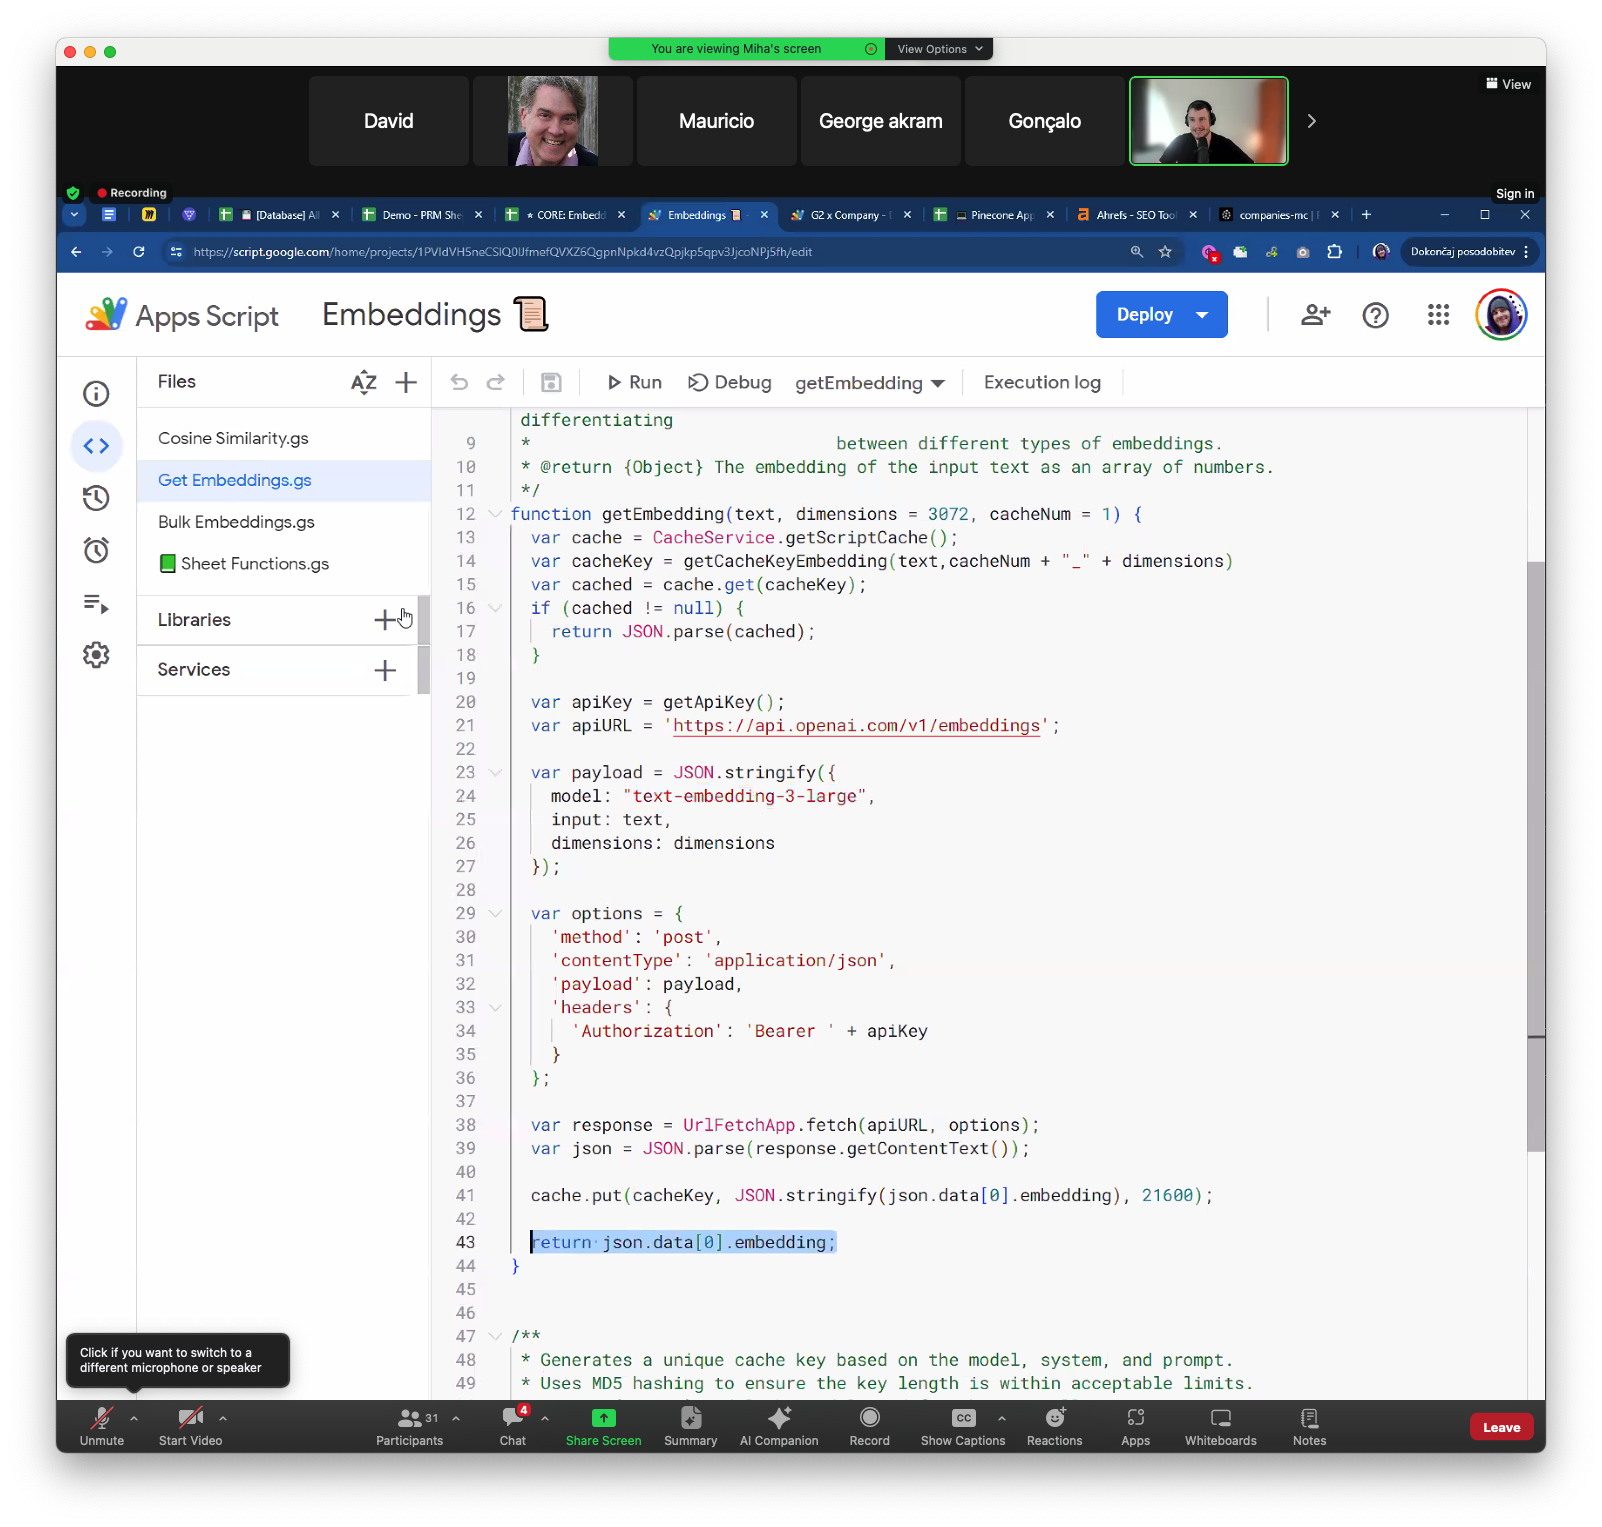 You are viewing Miha's screen
View Options
David
Mauricio
George akram
Gonçalo
View
Recording
Sign in
[Database] Al
Demo - PRM She
CORE: Embedd
Embeddings
G2 x Company -
Pinecone App
Ahrefs - SEO Tool
companies-mc |
Dokončaj posodobitev
Apps Script
Embeddings
Deploy
Files
AZ
Run
Debug
getEmbedding
Execution log
Cosine Similarity.gs
Get Embeddings.gs
Bulk Embeddings.gs
Sheet Functions.gs
Libraries
Services
differentiating
9 * between different types of embeddings.
10 * @return {Object} The embedding of the input text as an array of numbers.
11 */
12 function getEmbedding(text, dimensions = 3072, cacheNum = 1) {
13 var cache = CacheService.getScriptCache();
14 var cacheKey = getCacheKeyEmbedding(text,cacheNum + "_" + dimensions)
15 var cached = cache.get(cacheKey);
16 if (cached != null) {
17 return JSON.parse(cached);
18 }
19
20 var apiKey = getApiKey();
21 var apiURL = 'https://api.openai.com/v1/embeddings';
22
23 var payload = JSON.stringify({
24 model: "text-embedding-3-large",
25 input: text,
26 dimensions: dimensions
27 });
28
29 var options = {
30 'method': 'post',
31 'contentType': 'application/json',
32 'payload': payload,
33 'headers': {
34 'Authorization': 'Bearer ' + apiKey
35 }
36 };
37
38 var response = UrlFetchApp.fetch(apiURL, options);
39 var json = JSON.parse(response.getContentText());
40
41 cache.put(cacheKey, JSON.stringify(json.data[0].embedding), 21600);
42
43 return json.data[0].embedding;
44 }
45
46
47 /**
48 * Generates a unique cache key based on the model, system, and prompt.
49 * Uses MD5 hashing to ensure the key length is within acceptable limits.
Click if you want to switch to a
different microphone or speaker
Unmute
Start Video
31
Participants
4
Chat
Share Screen
Summary
AI Companion
Record
CC
Show Captions
Reactions
Apps
Whiteboards
Notes
Leave